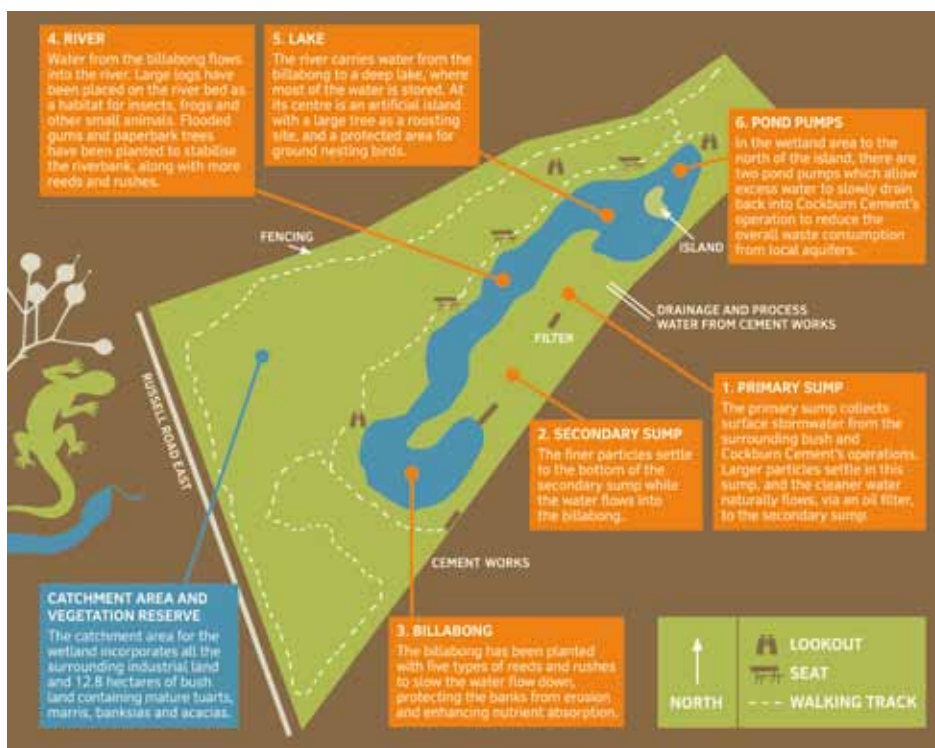 4. RIVER
Water from the billabong flows
into the river. Large logs have
been placed on the river bed as
a habitat for insects, frogs and
other small animals. Flooded
gums and paperbark trees
have been planted to stabilise
the riverbank, along with more
reeds and rushes.
5. LAKE
The river carries water from the
billabong to a deep lake, where
most of the water is stored. At
its centre is an artificial island
with a large tree as a roosting
site, and a protected area for
ground nesting birds.
6. POND PUMPS
In the wetland area to the
north of the island, there are
two pond pumps which allow
excess water to slowly drain
back into Cockburn Cement's
operation to reduce the
overall waste consumption
from local aquifers.
FENCING
ISLAND
DRAINAGE AND PROCESS
WATER FROM CEMENT WORKS
FILTER
RUSSELL ROAD EAST
1. PRIMARY SUMP
The primary sump collects
surface stormwater from the
surrounding bush and
Cockburn Cement's operations.
Larger particles settle in this
sump, and the cleaner water
naturally flows, via an oil filter,
to the secondary sump.
2. SECONDARY SUMP
The finer particles settle
to the bottom of the
secondary sump while
the water flows into
the billabong.
CEMENT WORKS
CATCHMENT AREA AND
VEGETATION RESERVE
The catchment area for the
wetland incorporates all the
surrounding industrial land
and 12.8 hectares of bush
land containing mature tuarts,
marris, banksias and acacias.
3. BILLABONG
The billabong has been planted
with five types of reeds and rushes
to slow the water flow down,
protecting the banks from erosion
and enhancing nutrient absorption.
NORTH
LOOKOUT
SEAT
WALKING TRACK